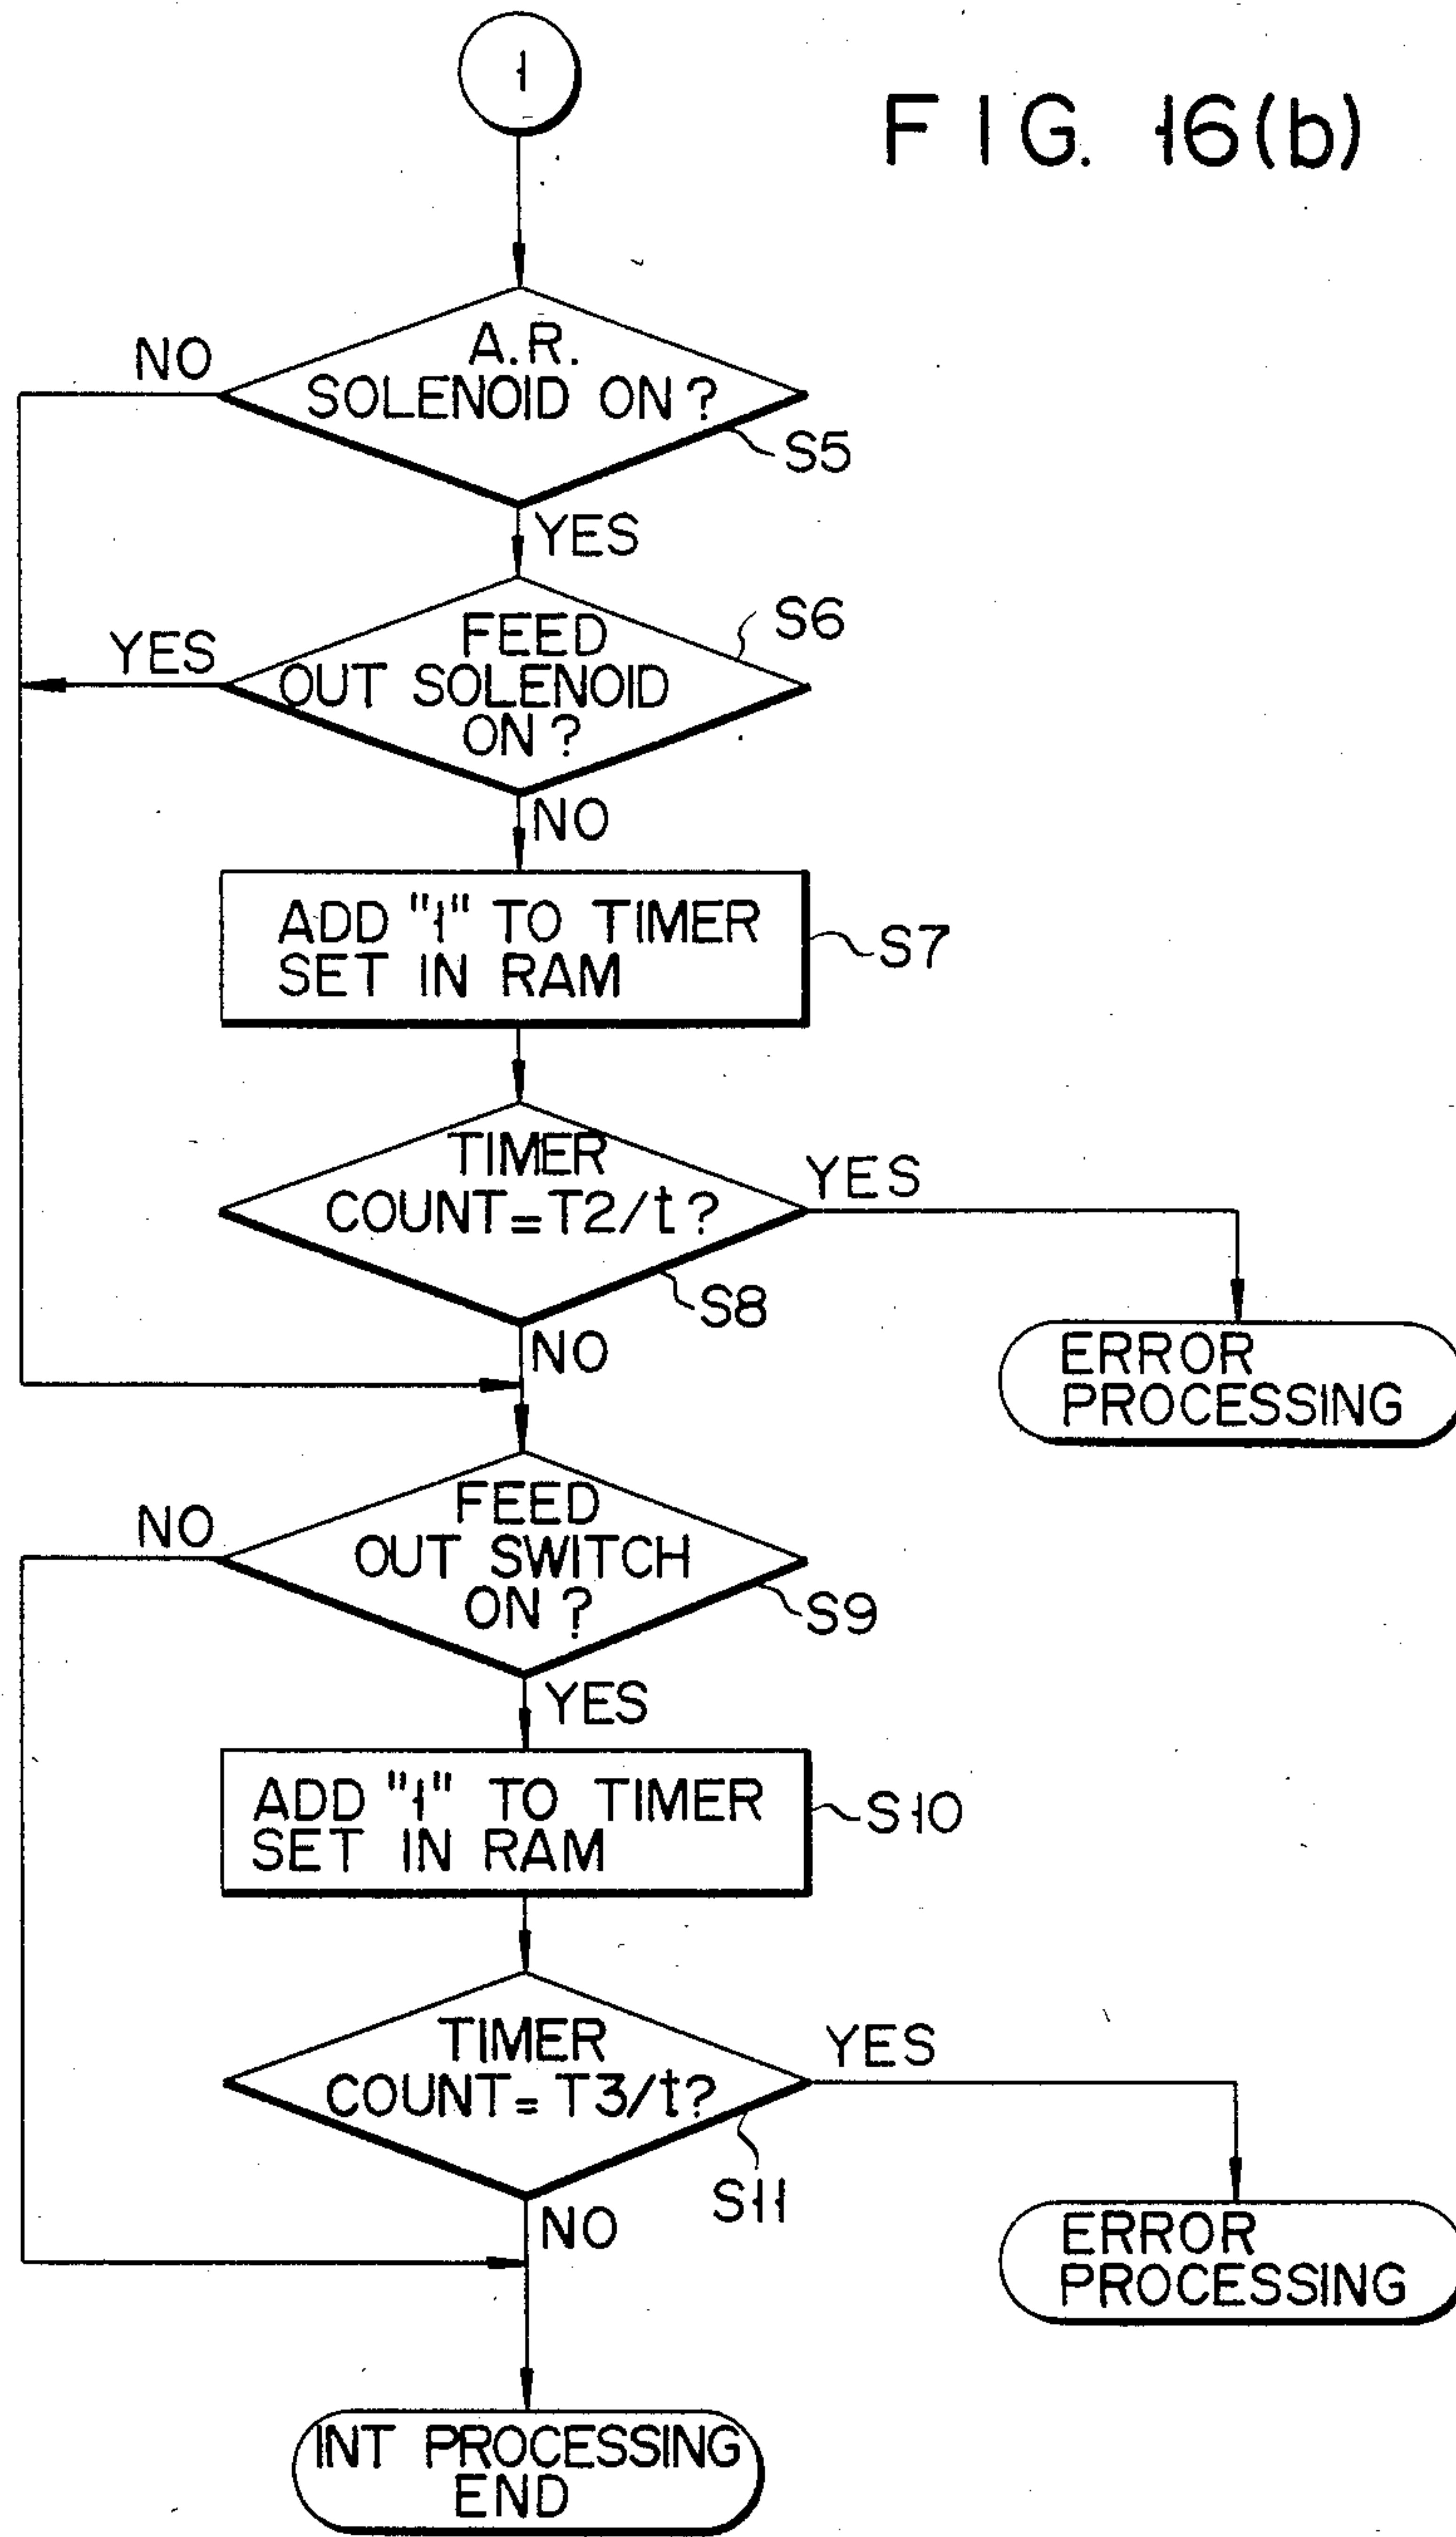 1
FIG. 16(b)
A.R.
SOLENOID ON?
NO
S5
YES
FEED
OUT SOLENOID
ON?
S6
YES
NO
ADD "1" TO TIMER
SET IN RAM
S7
TIMER
COUNT=T2/t?
YES
S8
NO
ERROR
PROCESSING
FEED
OUT SWITCH
ON?
NO
S9
YES
ADD "1" TO TIMER
SET IN RAM
S10
TIMER
COUNT=T3/t?
YES
S11
NO
ERROR
PROCESSING
INT PROCESSING
END